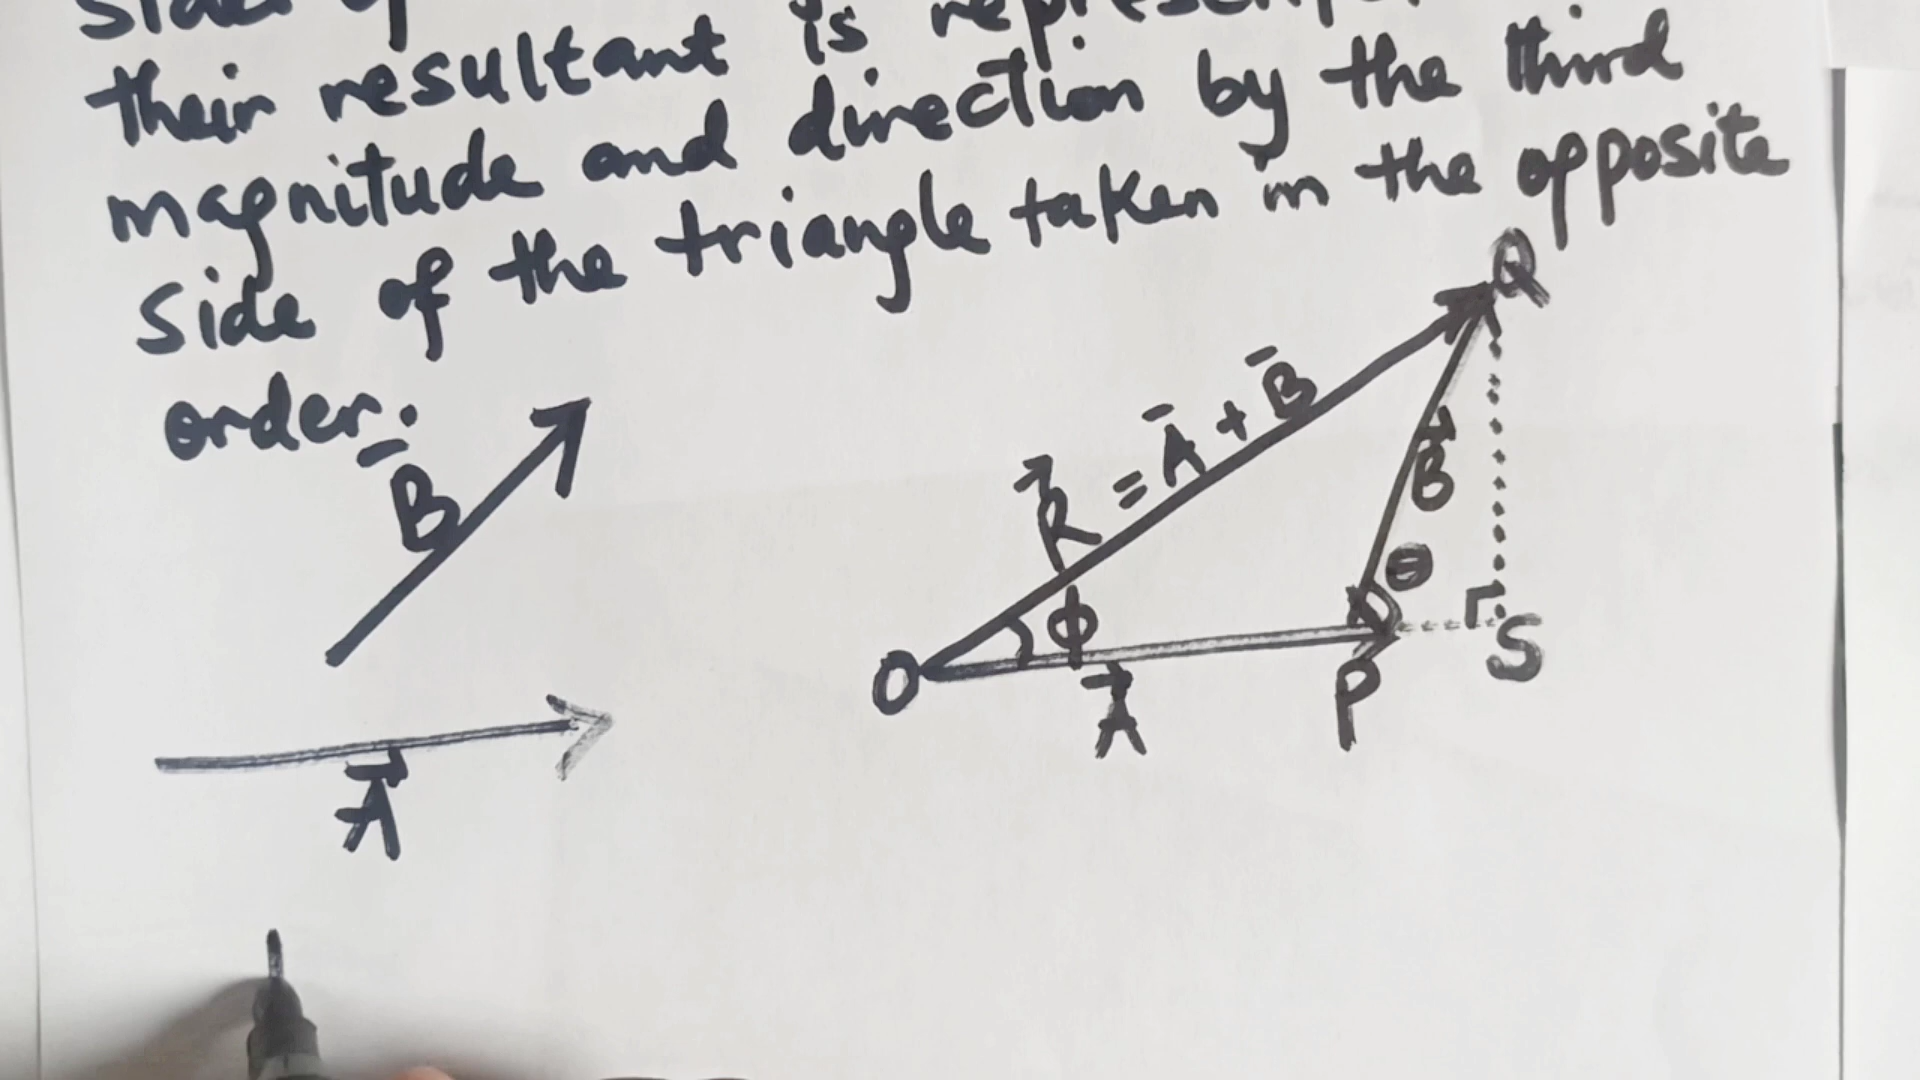 their resultant is
magnitude and direction by the third
side of the triangle taken in the opposite
order.
B̄
A⃗
Q
R⃗ = Ā + B̄
B⃗
θ
ϕ
O
A⃗
P
S